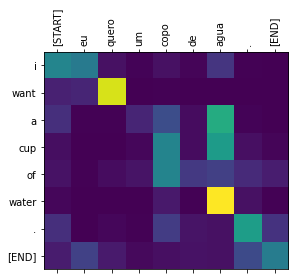 [START] eu quero um copo de agua . [END]
i
want
a
cup
of
water
.
[END]